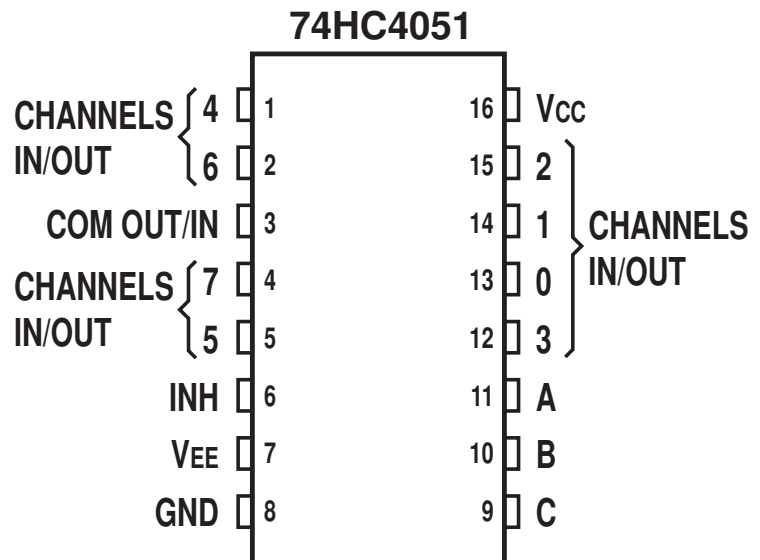 74HC4051
CHANNELS
IN/OUT
4 1 16 VCC
6 2 15 2
COM OUT/IN 3 14 1
CHANNELS
IN/OUT
CHANNELS
IN/OUT
7 4 13 0
5 5 12 3
INH 6 11 A
VEE 7 10 B
GND 8 9 C